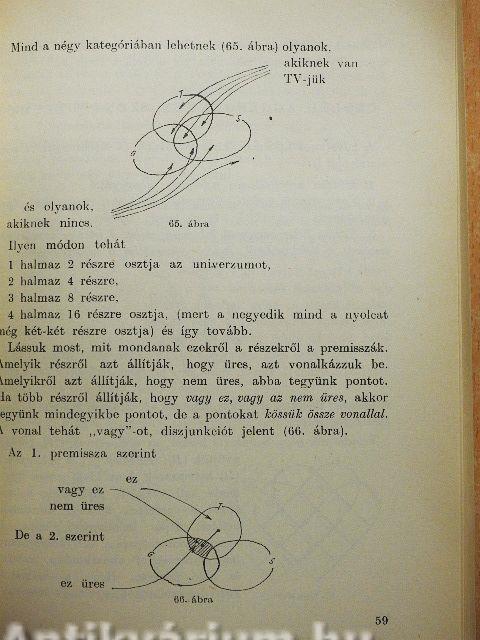 Mind a négy kategóriában lehetnek (65. ábra) olyanok,
akiknek van
TV-jük
T
S
G
és olyanok,
akiknek nincs.
65. ábra
Ilyen módon tehát
1 halmaz 2 részre osztja az univerzumot,
2 halmaz 4 részre,
3 halmaz 8 részre,
4 halmaz 16 részre osztja, (mert a negyedik mind a nyolcat
még két-két részre osztja) és így tovább.
Lássuk most, mit mondanak ezekről a részekről a premisszák.
Amelyik részről azt állítják, hogy üres, azt vonalkázzuk be.
Amelyikről azt állítják, hogy nem üres, abba tegyünk pontot.
Ha több részről állítják, hogy vagy ez, vagy az nem üres, akkor
tegyünk mindegyikbe pontot, de a pontokat kössük össze vonallal.
A vonal tehát „vagy”-ot, diszjunkciót jelent (66. ábra).
Az 1. premissza szerint
ez
vagy ez
nem üres
T
De a 2. szerint
G
S
ez üres
66. ábra
59
Antikvárium.hu